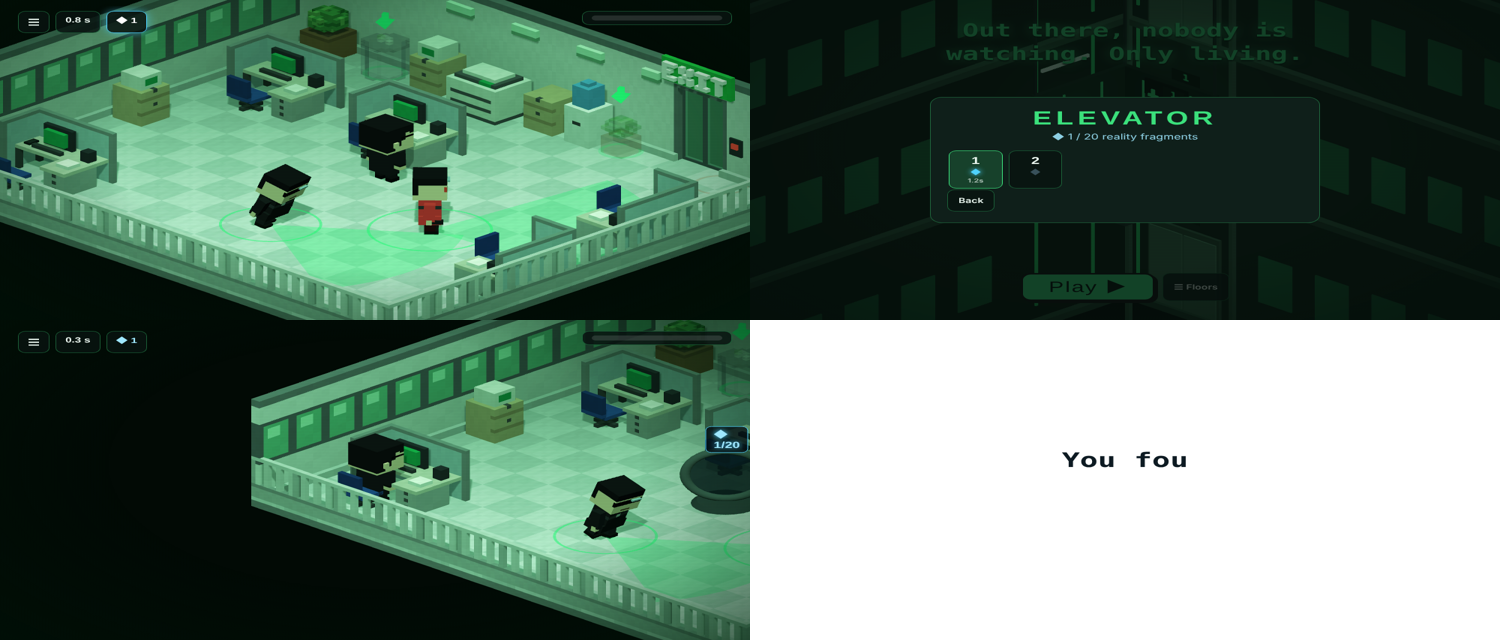 0.8 s
1
EXIT
Out there, nobody is
watching. Only living.
ELEVATOR
1 / 20 reality fragments
1
1.2s
2
Back
Play
Floors
0.3 s
1
1/20
You fou